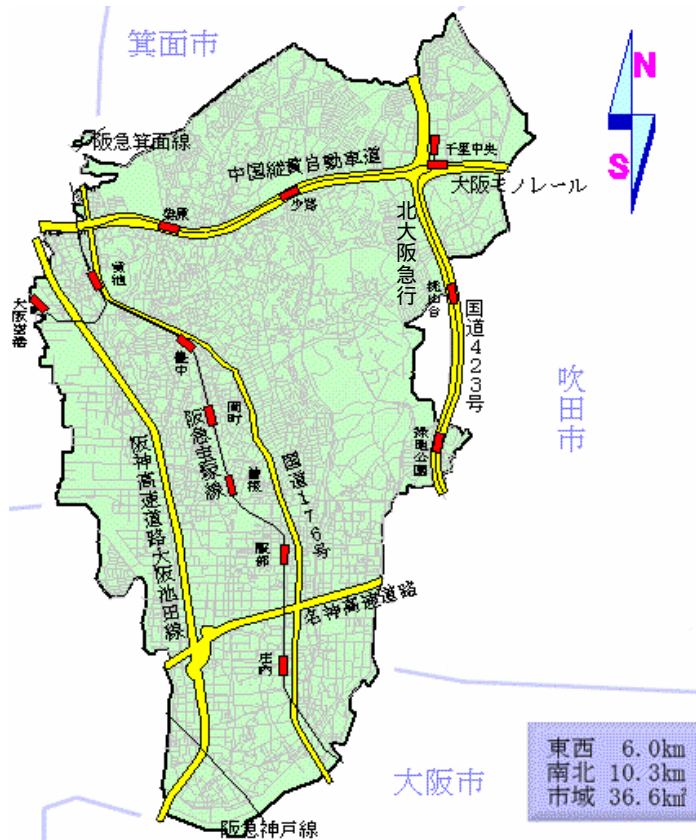 箕面市
N
S
阪急箕面線
中国縦貫自動車道
千里中央
大阪モノレール
少路
柴原
蛍池
大阪空港
北大阪急行
桃山台
国道423号
吹田市
豊中
岡町
阪急宝塚線
曽根
緑地公園
国道176号
阪神高速道路大阪池田線
服部
名神高速道路
庄内
大阪市
阪急神戸線
東西 6.0km
南北 10.3km
市域 36.6km²